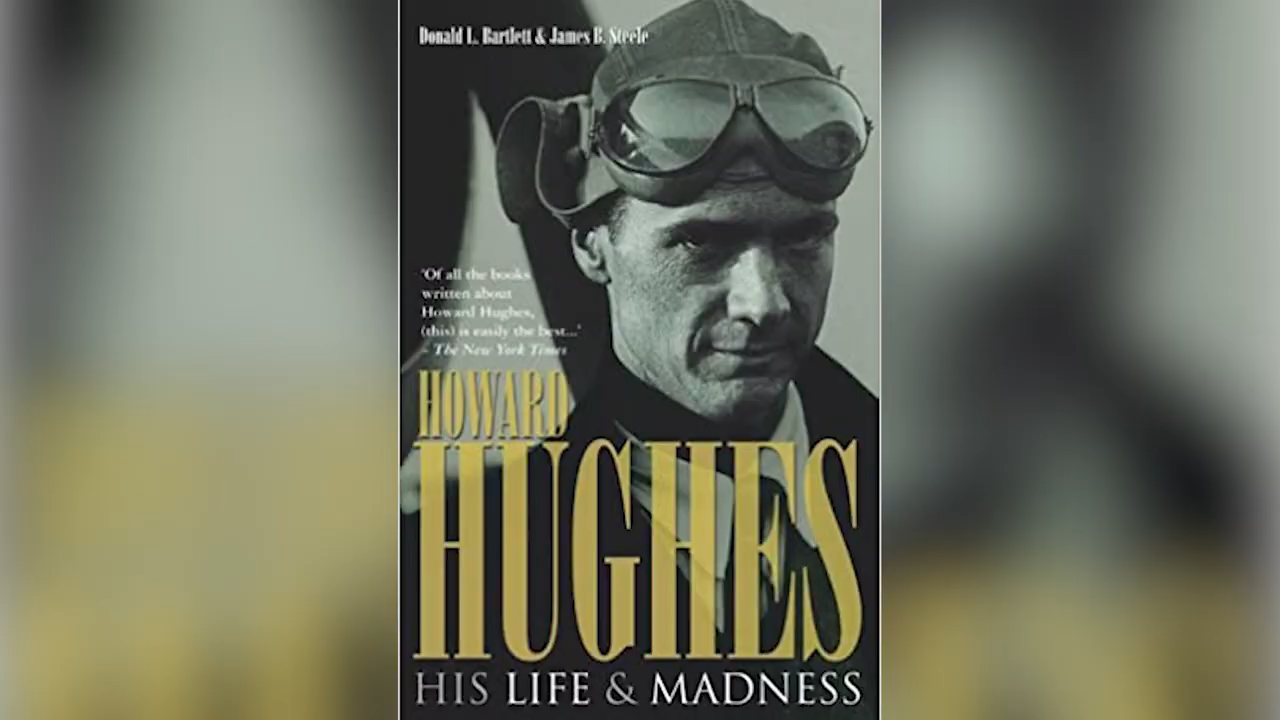 Donald L. Bartlett & James B. Steele
'Of all the books
written about
Howard Hughes,
(this) is easily the best...'
- The New York Times
HOWARD
HUGHES
HIS LIFE & MADNESS